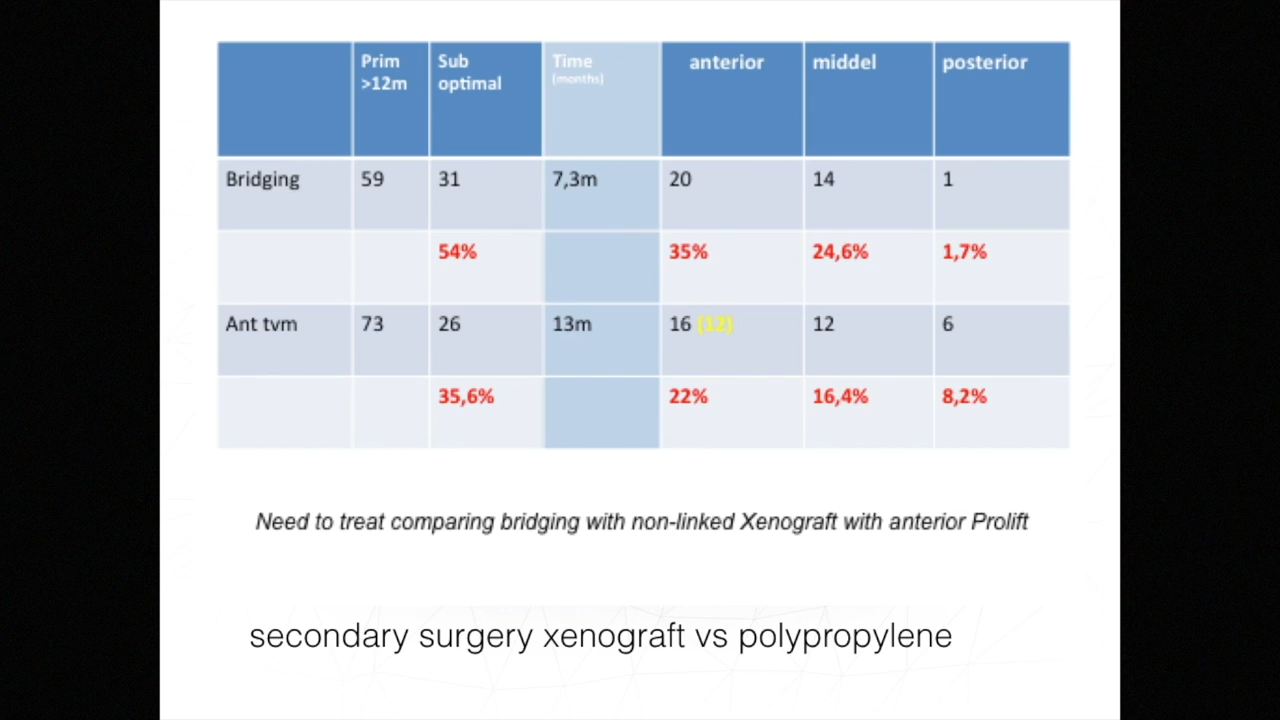 Prim >12m Sub optimal Time (months) anterior middel posterior
Bridging 59 31 7,3m 20 14 1
54% 35% 24,6% 1,7%
Ant tvm 73 26 13m 16 (12) 12 6
35,6% 22% 16,4% 8,2%
Need to treat comparing bridging with non-linked Xenograft with anterior Prolift
secondary surgery xenograft vs polypropylene